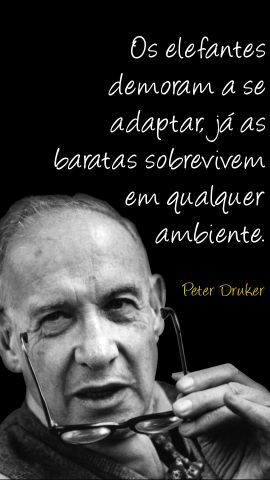 Os elefantes
demoram a se
adaptar, já as
baratas sobrevivem
em qualquer
ambiente.
Peter Druker